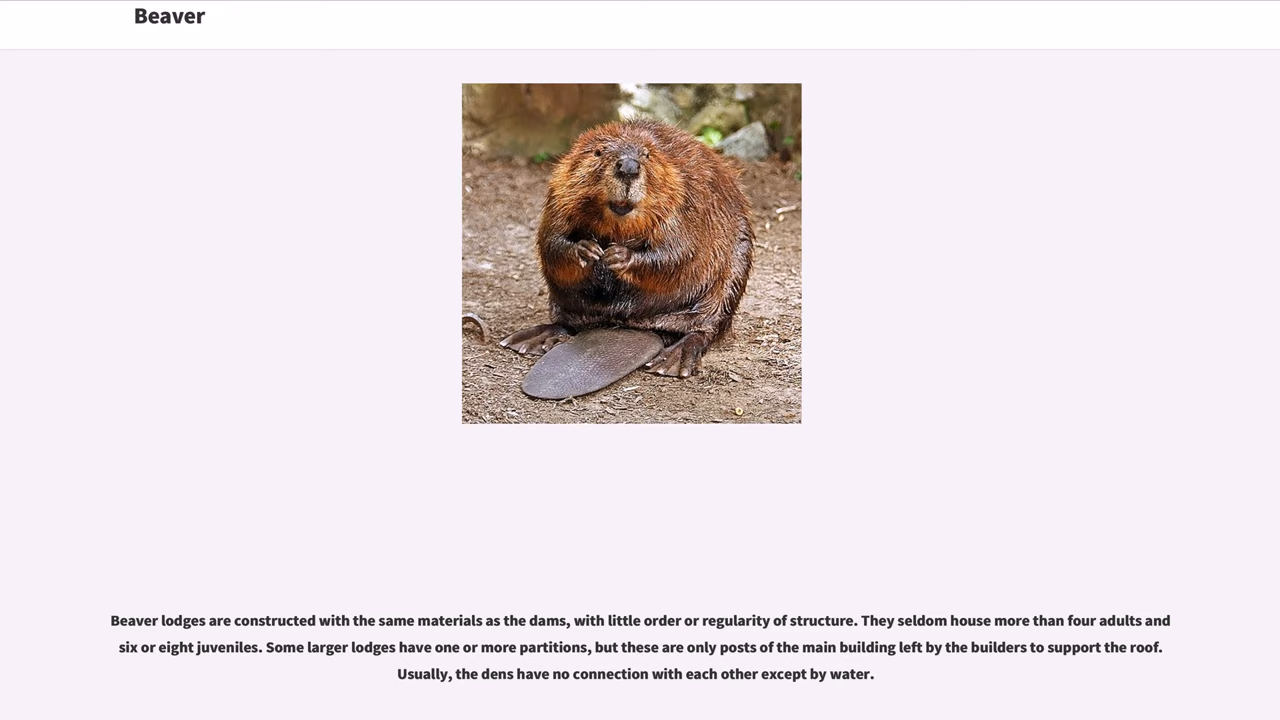 Beaver
Beaver lodges are constructed with the same materials as the dams, with little order or regularity of structure. They seldom house more than four adults and
six or eight juveniles. Some larger lodges have one or more partitions, but these are only posts of the main building left by the builders to support the roof.
Usually, the dens have no connection with each other except by water.